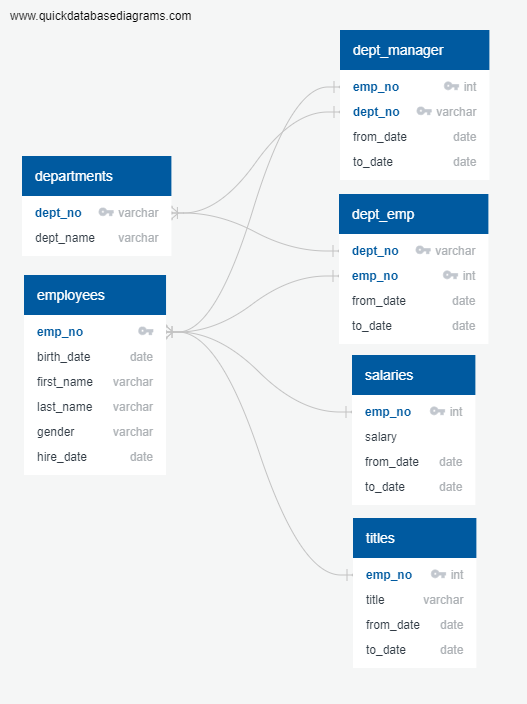 www.quickdatabasediagrams.com
dept_manager
emp_no int
dept_no varchar
from_date date
to_date date
departments
dept_no varchar
dept_name varchar
dept_emp
dept_no varchar
emp_no int
from_date date
to_date date
employees
emp_no
birth_date date
first_name varchar
last_name varchar
gender varchar
hire_date date
salaries
emp_no int
salary
from_date date
to_date date
titles
emp_no int
title varchar
from_date date
to_date date